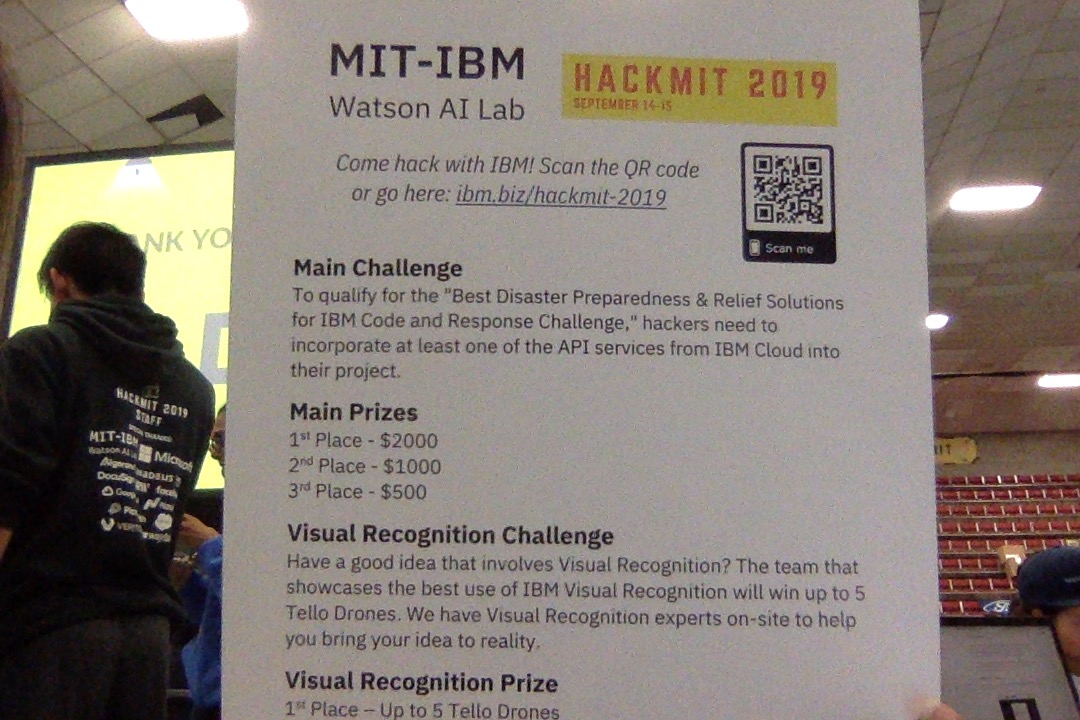 MIT-IBM
Watson AI Lab
HACKMIT 2019
SEPTEMBER 14-15
Come hack with IBM! Scan the QR code
or go here: ibm.biz/hackmit-2019
Scan me
Main Challenge
To qualify for the "Best Disaster Preparedness & Relief Solutions
for IBM Code and Response Challenge," hackers need to
incorporate at least one of the API services from IBM Cloud into
their project.
Main Prizes
1st Place - $2000
2nd Place - $1000
3rd Place - $500
Visual Recognition Challenge
Have a good idea that involves Visual Recognition? The team that
showcases the best use of IBM Visual Recognition will win up to 5
Tello Drones. We have Visual Recognition experts on-site to help
you bring your idea to reality.
Visual Recognition Prize
1st Place – Up to 5 Tello Drones
ANK YO
HACKMIT 2019
STAFF
MIT-IBM
Watson AI
Microsoft